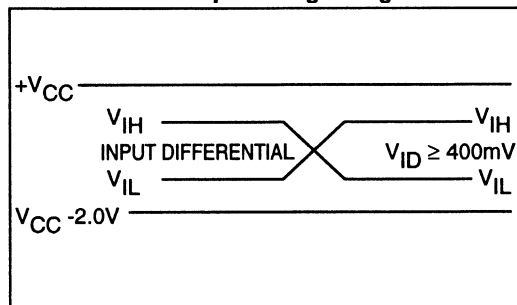 +VCC
VIH VIH
INPUT DIFFERENTIAL VID ≥ 400mV
VIL VIL
VCC -2.0V